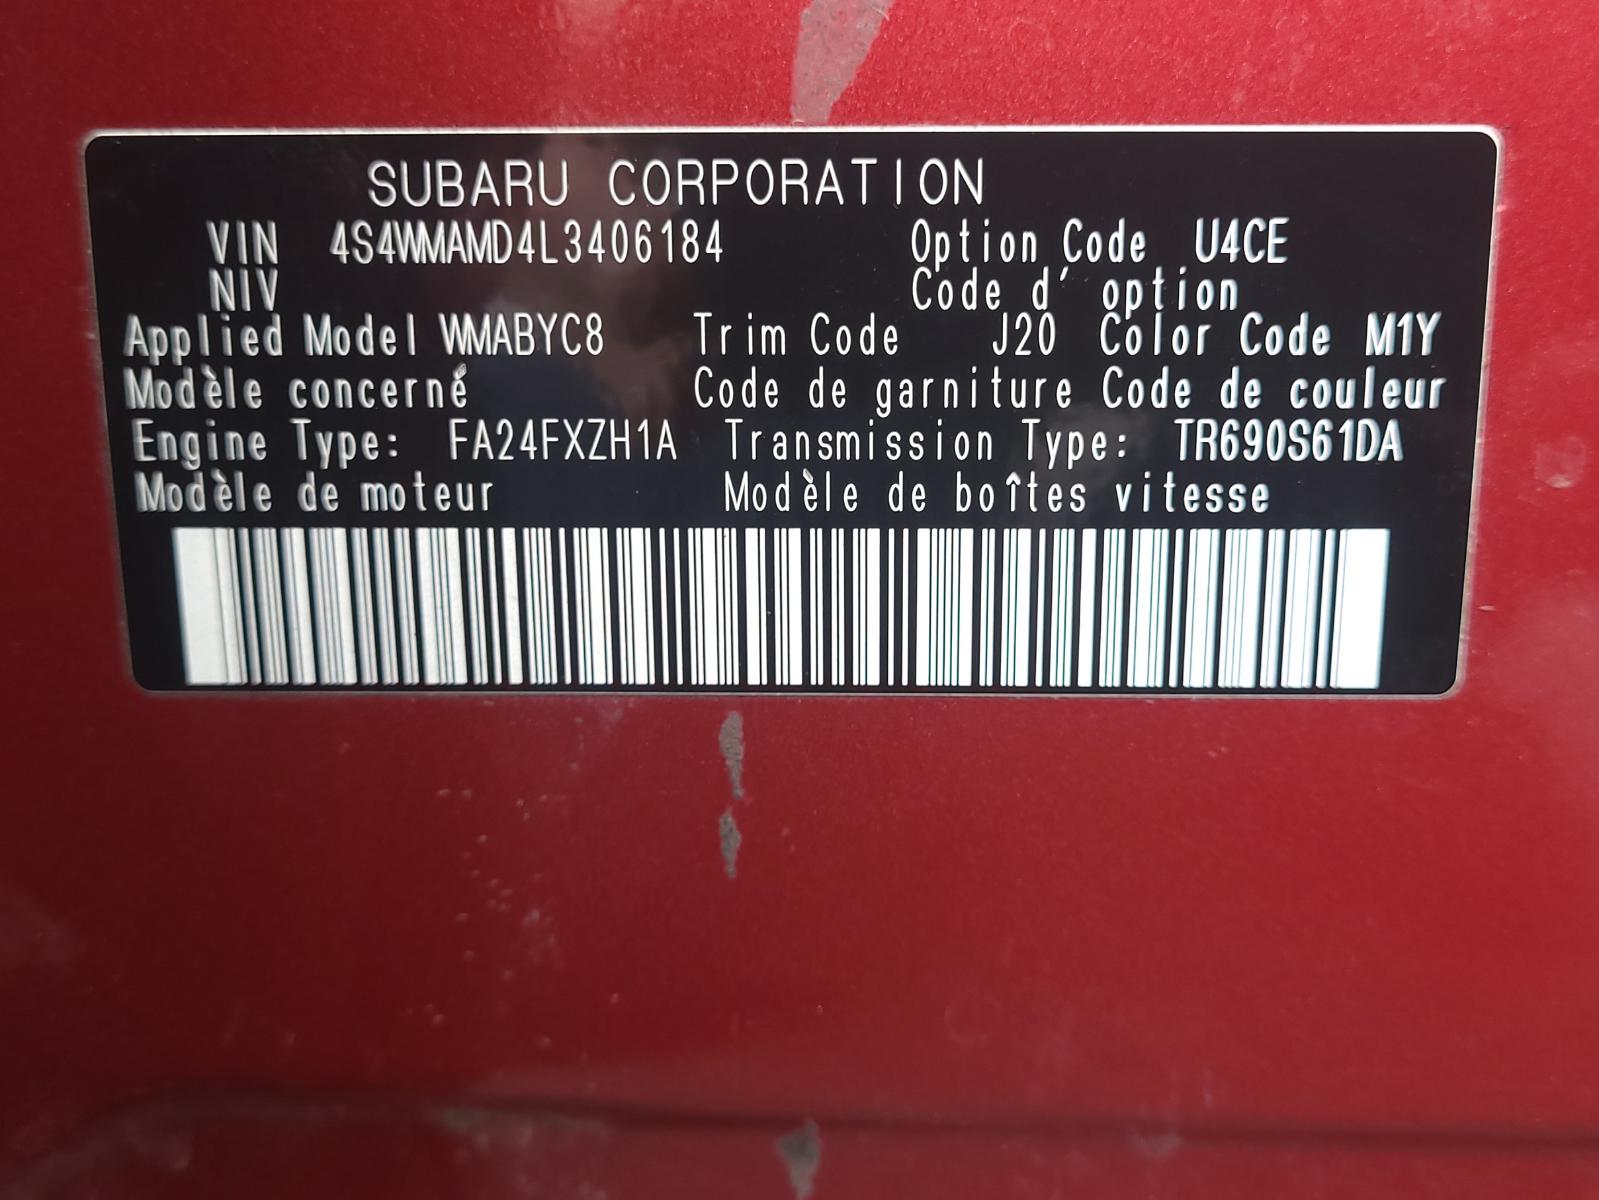 SUBARU CORPORATION
VIN 4S4WMAMD4L3406184 Option Code U4CE
NIV Code d' option
Applied Model WMABYC8 Trim Code J20 Color Code M1Y
Modèle concerné Code de garniture Code de couleur
Engine Type: FA24FXZH1A Transmission Type: TR690S61DA
Modèle de moteur Modèle de boîtes vitesse